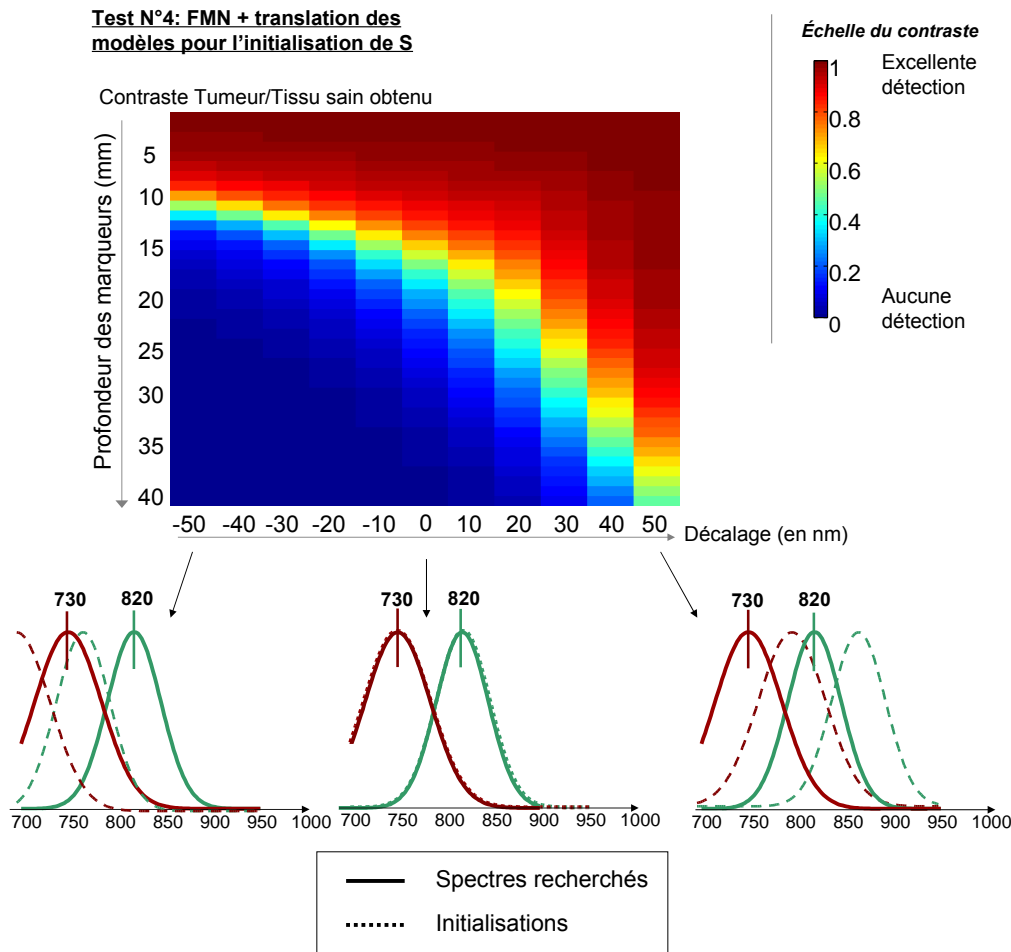 Test N°4: FMN + translation des
modèles pour l'initialisation de S
Échelle du contraste
1
Excellente
détection
0.8
0.6
0.4
0.2
0
Aucune
détection
Contraste Tumeur/Tissu sain obtenu
Profondeur des marqueurs (mm)
5
10
15
20
25
30
35
40
-50 -40 -30 -20 -10 0 10 20 30 40 50
Décalage (en nm)
730 820
700 750 800 850 900 950 1000
730 820
700 750 800 850 900 950 1000
730 820
700 750 800 850 900 950 1000
Spectres recherchés
Initialisations